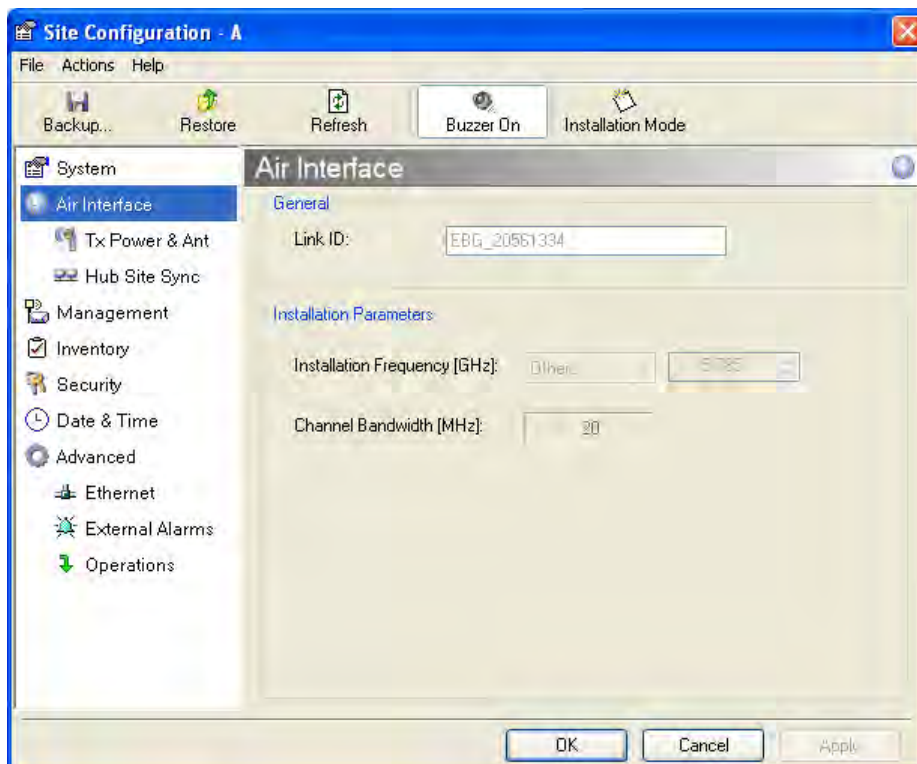 Site Configuration - A
File Actions Help
Backup... Restore Refresh Buzzer On Installation Mode
System
Air Interface
Tx Power & Ant
Hub Site Sync
Management
Inventory
Security
Date & Time
Advanced
Ethernet
External Alarms
Operations
Air Interface
General
Link ID: EBG_20561334
Installation Parameters
Installation Frequency [GHz]: Other... 5.785
Channel Bandwidth [MHz]: 20
OK Cancel Apply